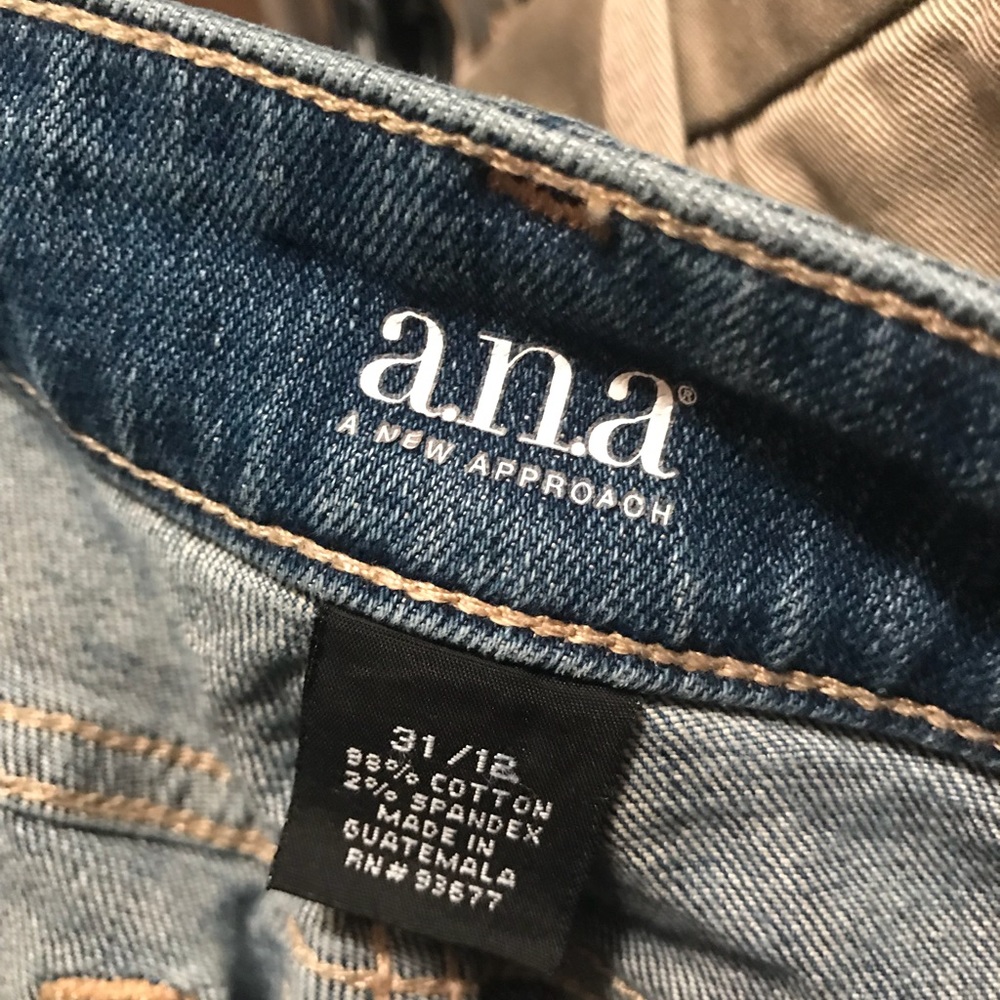 a.n.a®
A NEW APPROACH
31/12
98% COTTON
2% SPANDEX
MADE IN
GUATEMALA
RN# 93677